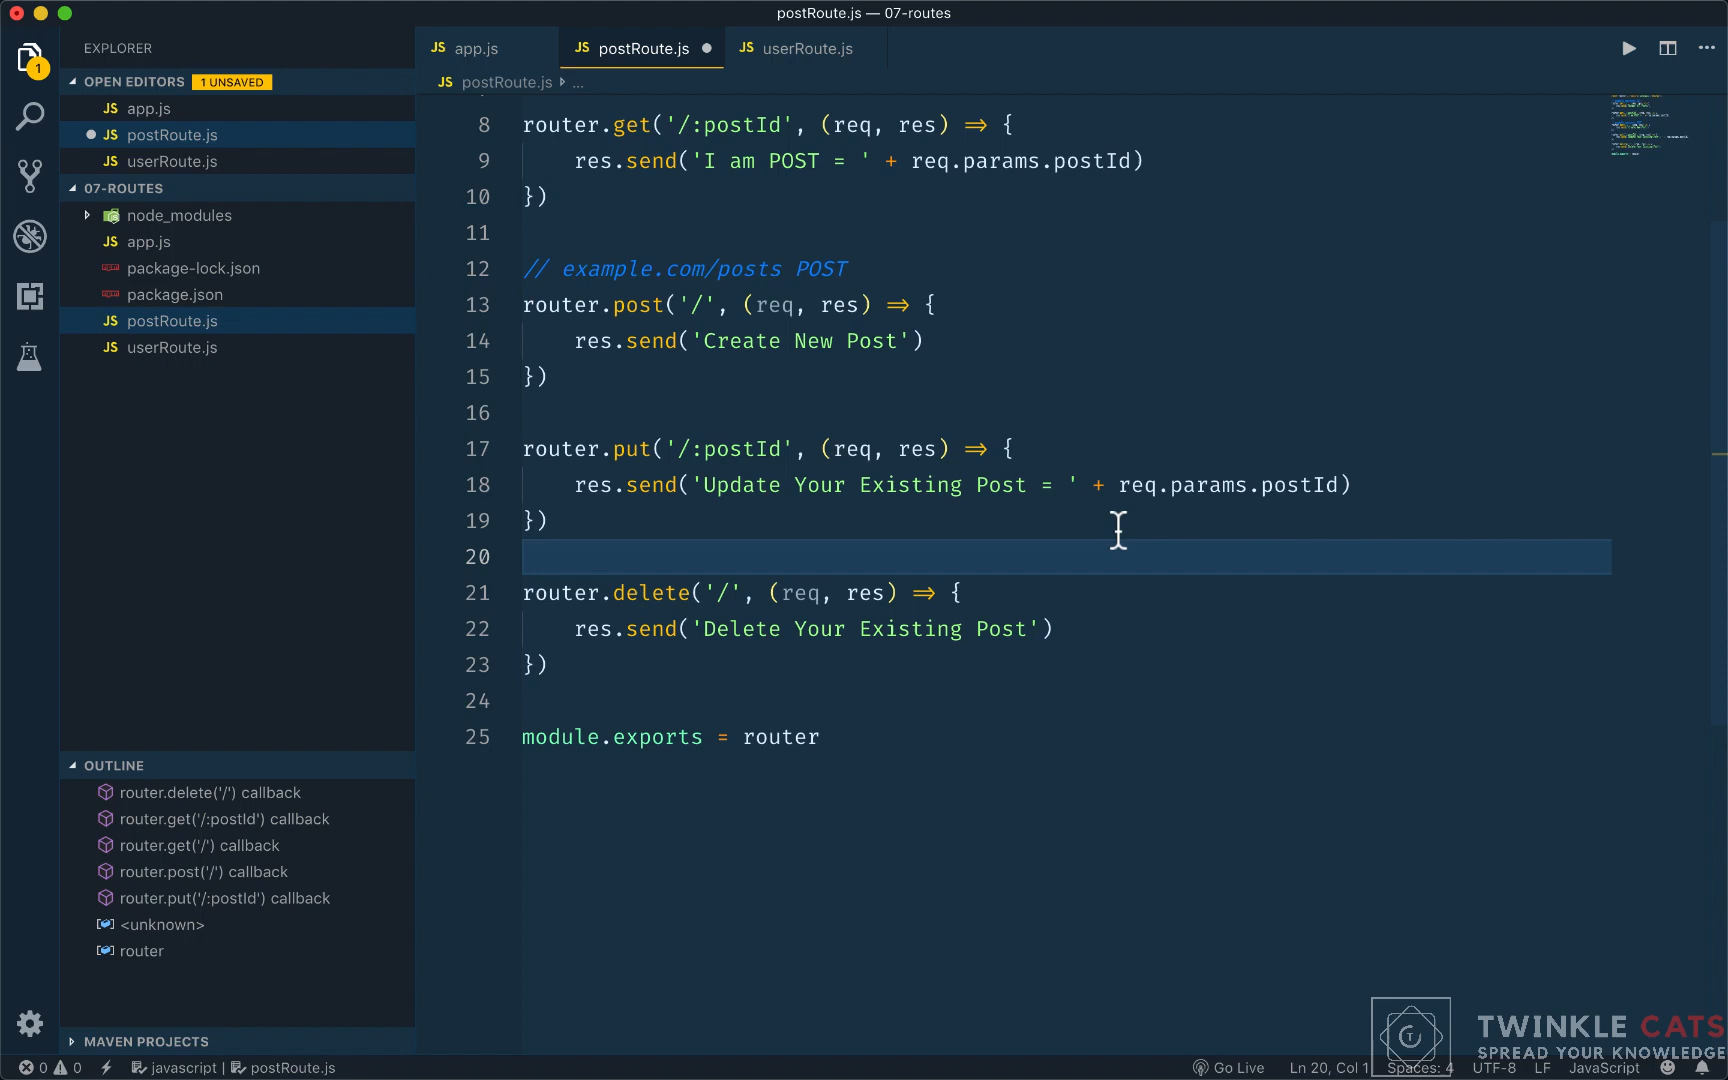 postRoute.js — 07-routes
EXPLORER
JS app.js
JS postRoute.js
JS userRoute.js
OPEN EDITORS 1 UNSAVED
JS postRoute.js ...
JS app.js
JS postRoute.js
JS userRoute.js
07-ROUTES
node_modules
JS app.js
package-lock.json
package.json
JS postRoute.js
JS userRoute.js
1
8 router.get('/:postId', (req, res) => {
9 res.send('I am POST = ' + req.params.postId)
10 })
11
12 // example.com/posts POST
13 router.post('/', (req, res) => {
14 res.send('Create New Post')
15 })
16
17 router.put('/:postId', (req, res) => {
18 res.send('Update Your Existing Post = ' + req.params.postId)
19 })
20
21 router.delete('/', (req, res) => {
22 res.send('Delete Your Existing Post')
23 })
24
25 module.exports = router
OUTLINE
router.delete('/') callback
router.get('/:postId') callback
router.get('/') callback
router.post('/') callback
router.put('/:postId') callback
<unknown>
router
MAVEN PROJECTS
TWINKLE CATS
SPREAD YOUR KNOWLEDGE
0 0 javascript | postRoute.js
Go Live Ln 20, Col 1 Spaces: 4 UTF-8 LF JavaScript